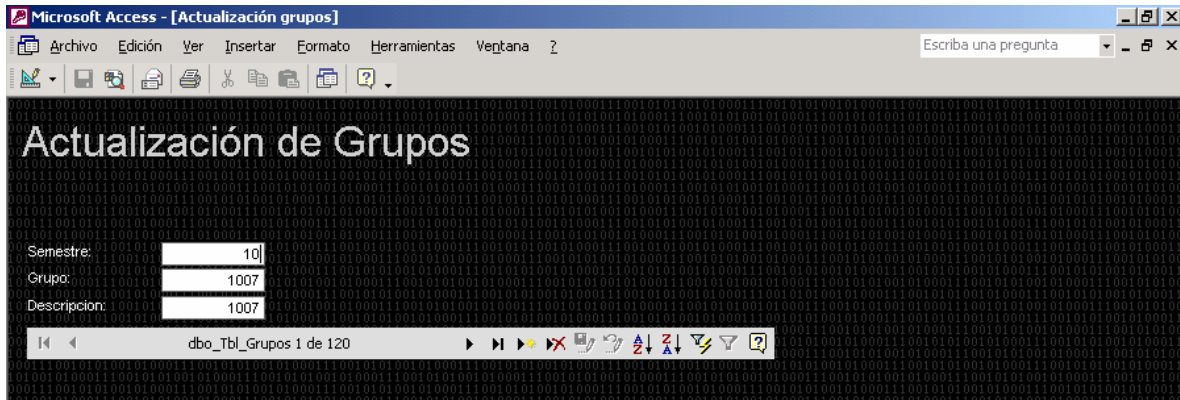 Microsoft Access - [Actualización grupos]
Archivo Edición Ver Insertar Formato Herramientas Ventana ? Escriba una pregunta
Actualización de Grupos
Semestre: 10
Grupo: 1007
Descripcion: 1007
dbo_Tbl_Grupos 1 de 120